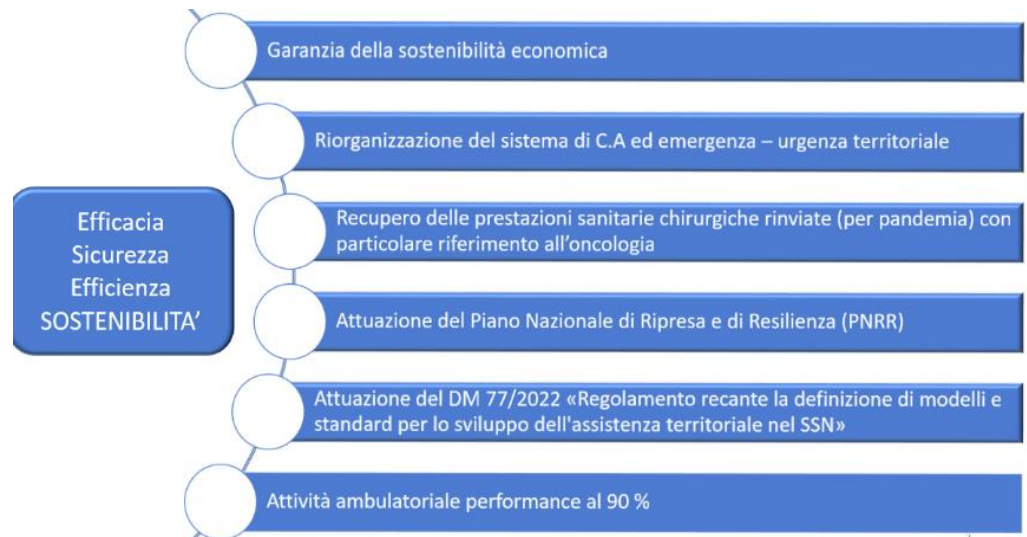 Garanzia della sostenibilità economica
Riorganizzazione del sistema di C.A ed emergenza – urgenza territoriale
Efficacia
Sicurezza
Efficienza
SOSTENIBILITA’
Recupero delle prestazioni sanitarie chirurgiche rinviate (per pandemia) con
particolare riferimento all’oncologia
Attuazione del Piano Nazionale di Ripresa e di Resilienza (PNRR)
Attuazione del DM 77/2022 «Regolamento recante la definizione di modelli e
standard per lo sviluppo dell'assistenza territoriale nel SSN»
Attività ambulatoriale performance al 90 %